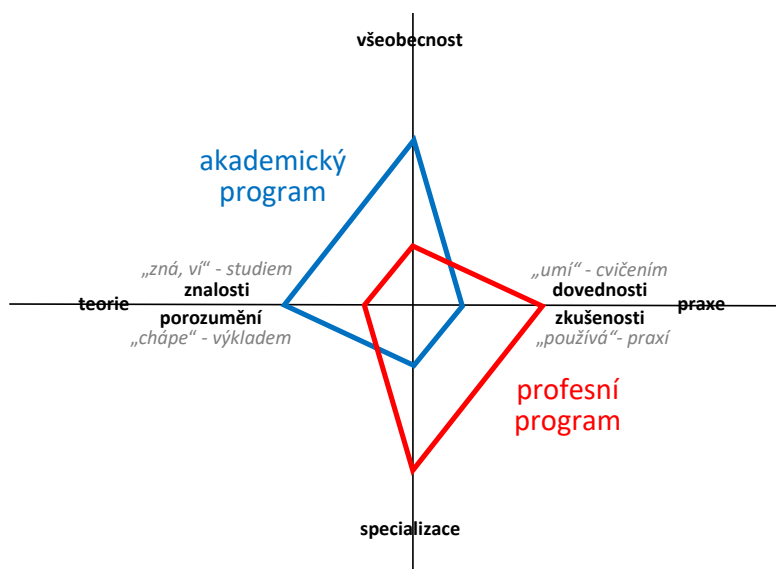 všeobecnost
akademický
program
„zná, ví“ - studiem
znalosti
teorie
porozumění
„chápe“ - výkladem
„umí“ - cvičením
dovednosti
praxe
zkušenosti
„používá“- praxí
profesní
program
specializace